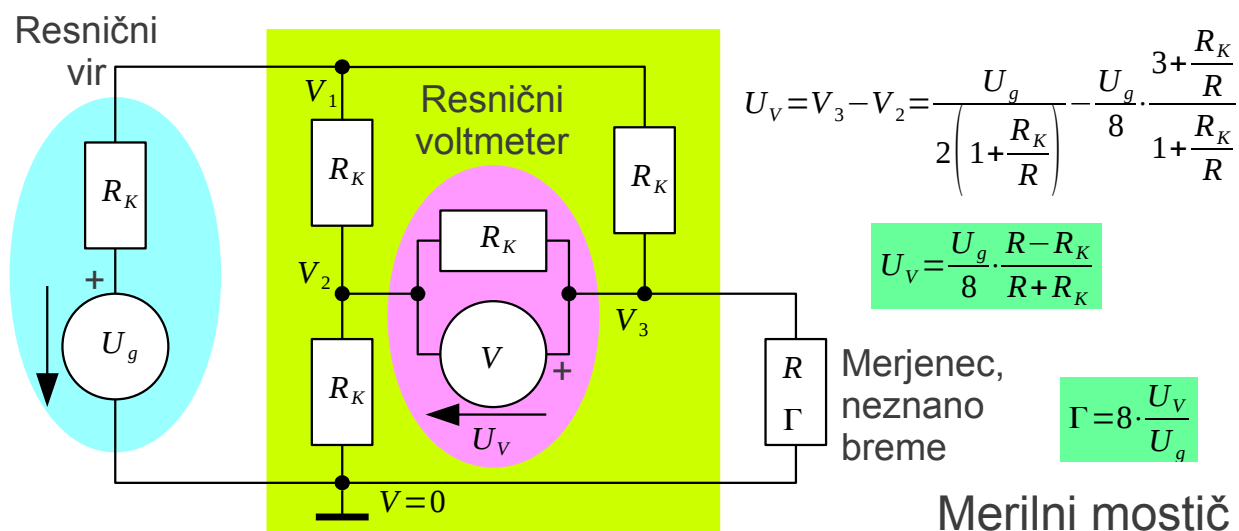 Resnični
vir
R_K
+
U_g
V_1
Resnični
voltmeter
R_K
R_K
R_K
V_2
V_3
R_K
V
+
U_V
V=0
R
Γ
Merjenec,
neznano
breme
U_V=V_3−V_2=U_g/(2(1+R_K/R))−U_g/8⋅(3+R_K/R)/(1+R_K/R)
U_V=U_g/8⋅(R−R_K)/(R+R_K)
Γ=8⋅U_V/U_g
Merilni mostič